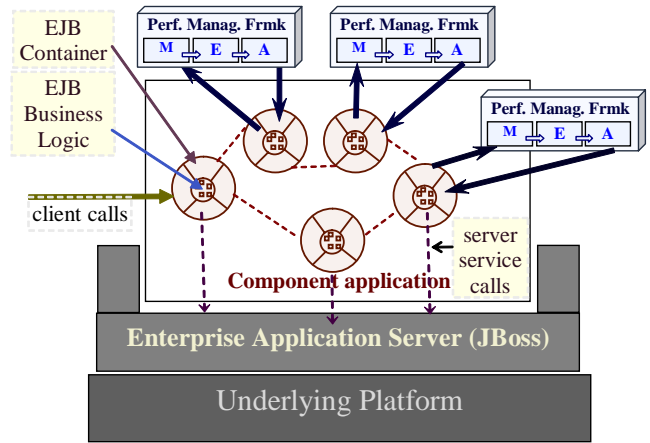 Perf. Manag. Frmk
M E A
Perf. Manag. Frmk
M E A
Perf. Manag. Frmk
M E A
EJB
Container
EJB
Business
Logic
client calls
server
service
calls
Component application
Enterprise Application Server (JBoss)
Underlying Platform